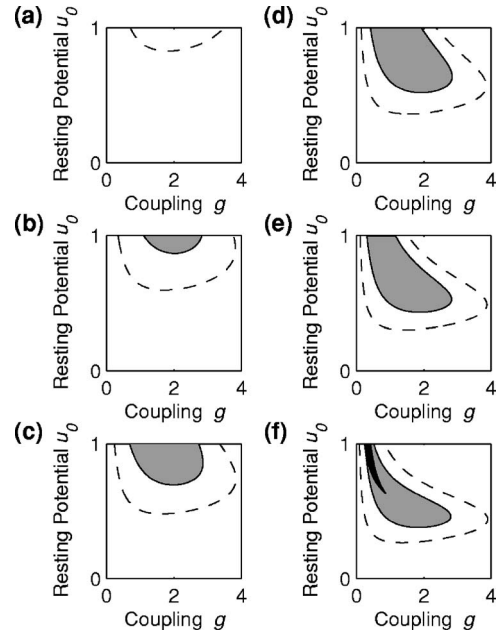 (a)
Resting Potential u0
1
0
0 2 4
Coupling g
(b)
Resting Potential u0
1
0
0 2 4
Coupling g
(c)
Resting Potential u0
1
0
0 2 4
Coupling g
(d)
Resting Potential u0
1
0
0 2 4
Coupling g
(e)
Resting Potential u0
1
0
0 2 4
Coupling g
(f)
Resting Potential u0
1
0
0 2 4
Coupling g